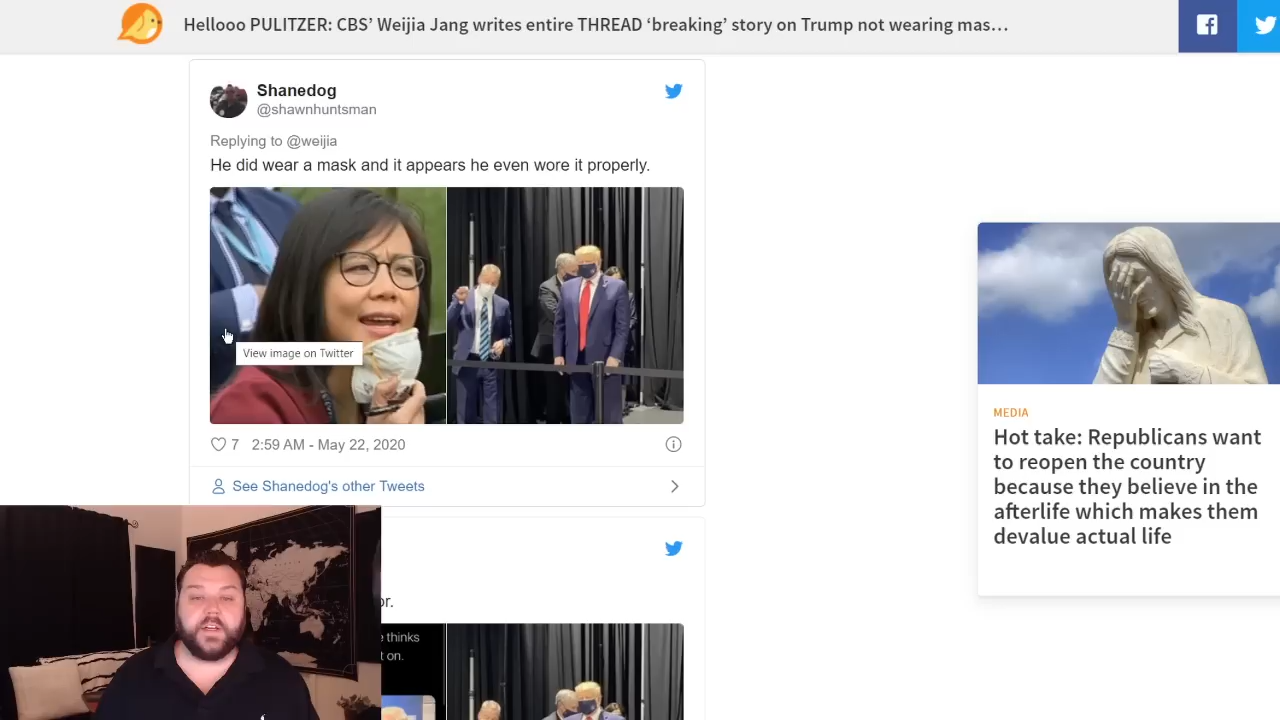 Hellooo PULITZER: CBS’ Weijia Jang writes entire THREAD ‘breaking’ story on Trump not wearing mas…
Shanedog
@shawnhuntsman
Replying to @weijia
He did wear a mask and it appears he even wore it properly.
View image on Twitter
7 2:59 AM - May 22, 2020
See Shanedog's other Tweets
or.
e thinks
t on.
MEDIA
Hot take: Republicans want
to reopen the country
because they believe in the
afterlife which makes them
devalue actual life